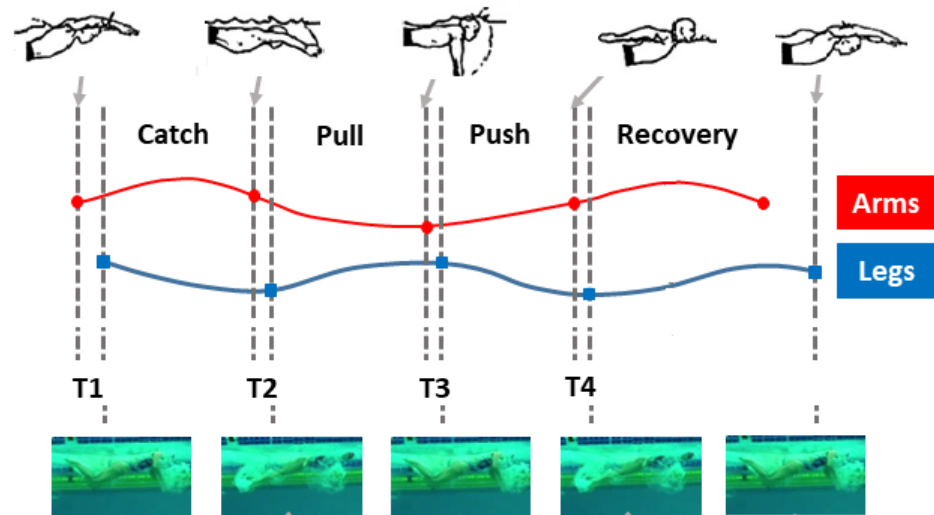 Catch
Pull
Push
Recovery
Arms
Legs
T1
T2
T3
T4